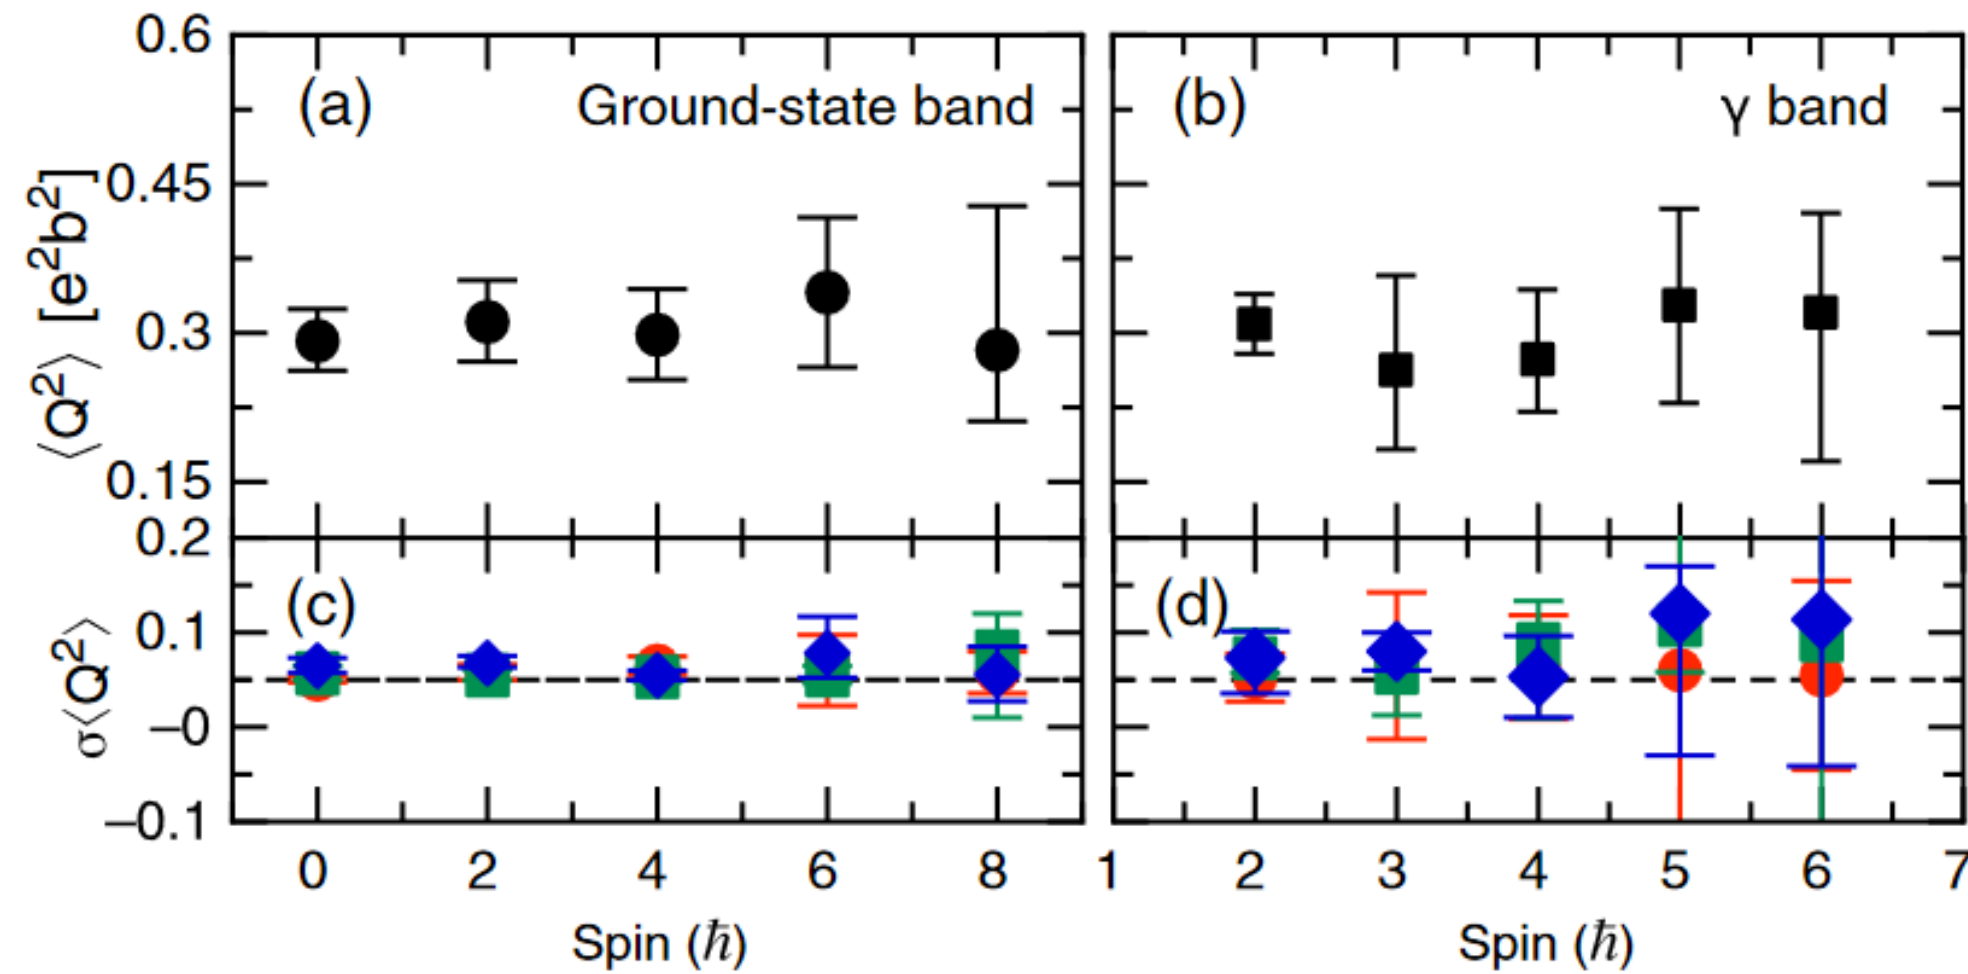 0.6
(a) Ground-state band
(b) γ band
0.45
⟨Q²⟩ [e²b²]
0.3
0.15
0.2
(c)
(d)
0.1
σ⟨Q²⟩
–0
–0.1
0 2 4 6 8
1 2 3 4 5 6 7
Spin (ℏ)
Spin (ℏ)